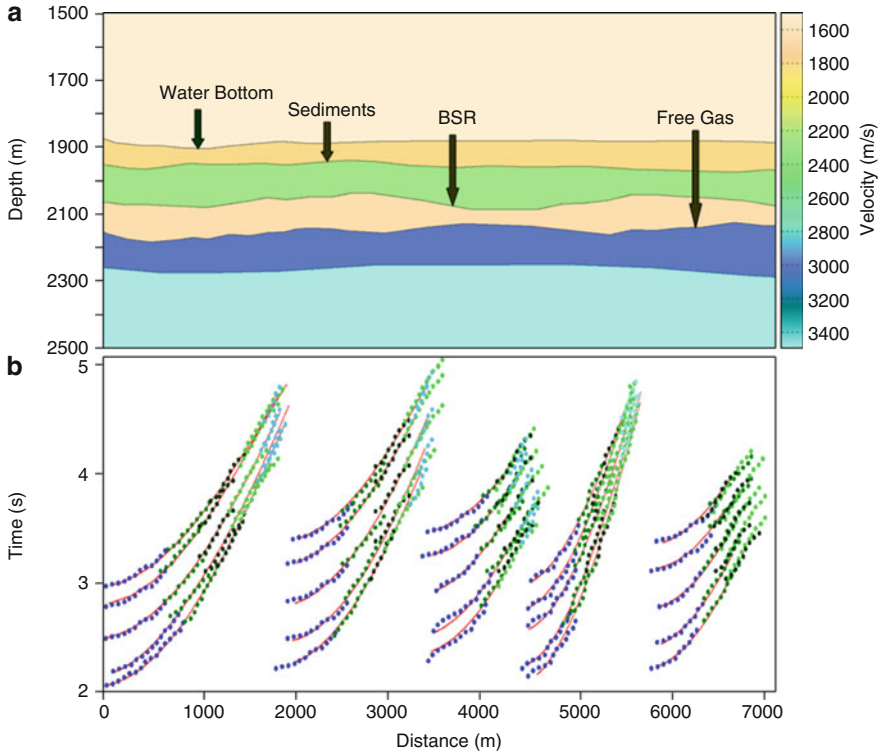 a
1500
1700
1900
2100
2300
2500
Depth (m)
Water Bottom
Sediments
BSR
Free Gas
1600
1800
2000
2200
2400
2600
2800
3000
3200
3400
Velocity (m/s)
b
5
4
3
2
Time (s)
0
1000
2000
3000
4000
5000
6000
7000
Distance (m)